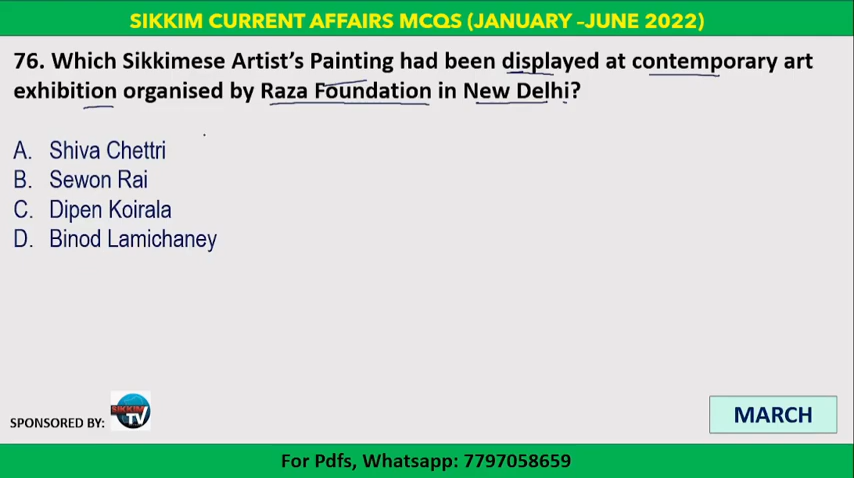 SIKKIM CURRENT AFFAIRS MCQS (JANUARY –JUNE 2022)
76. Which Sikkimese Artist's Painting had been displayed at contemporary art
exhibition organised by Raza Foundation in New Delhi?
A. Shiva Chettri
B. Sewon Rai
C. Dipen Koirala
D. Binod Lamichaney
SPONSORED BY:
SIKKIM
TV
MARCH
For Pdfs, Whatsapp: 7797058659